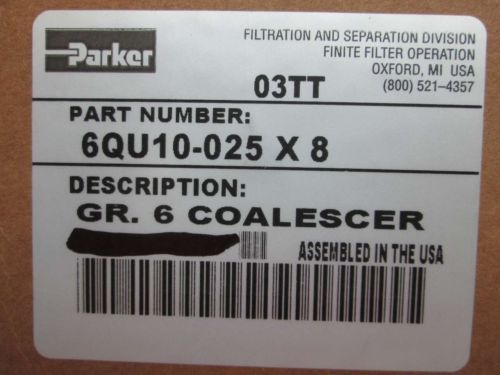 Parker
FILTRATION AND SEPARATION DIVISION
FINITE FILTER OPERATION
OXFORD, MI USA
(800) 521-4357
03TT
PART NUMBER:
6QU10-025 X 8
DESCRIPTION:
GR. 6 COALESCER
ASSEMBLED IN THE USA